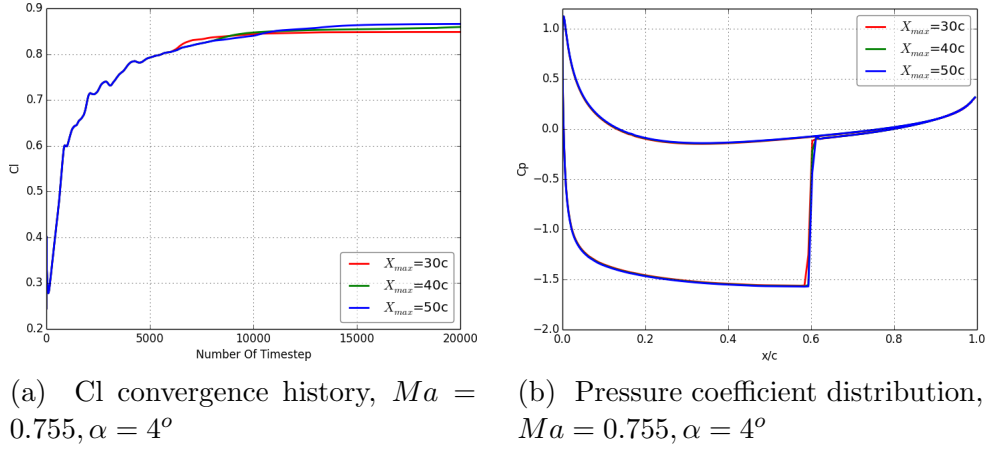 0.9
0.8
0.7
0.6
0.5
0.4
0.3
0.2
Cl
0 5000 10000 15000 20000
Number Of Timestep
X_max=30c
X_max=40c
X_max=50c
1.0
0.5
0.0
−0.5
−1.0
−1.5
−2.0
Cp
0.0 0.2 0.4 0.6 0.8 1.0
x/c
X_max=30c
X_max=40c
X_max=50c
(a) Cl convergence history, Ma =
0.755, α = 4°
(b) Pressure coefficient distribution,
Ma = 0.755, α = 4°